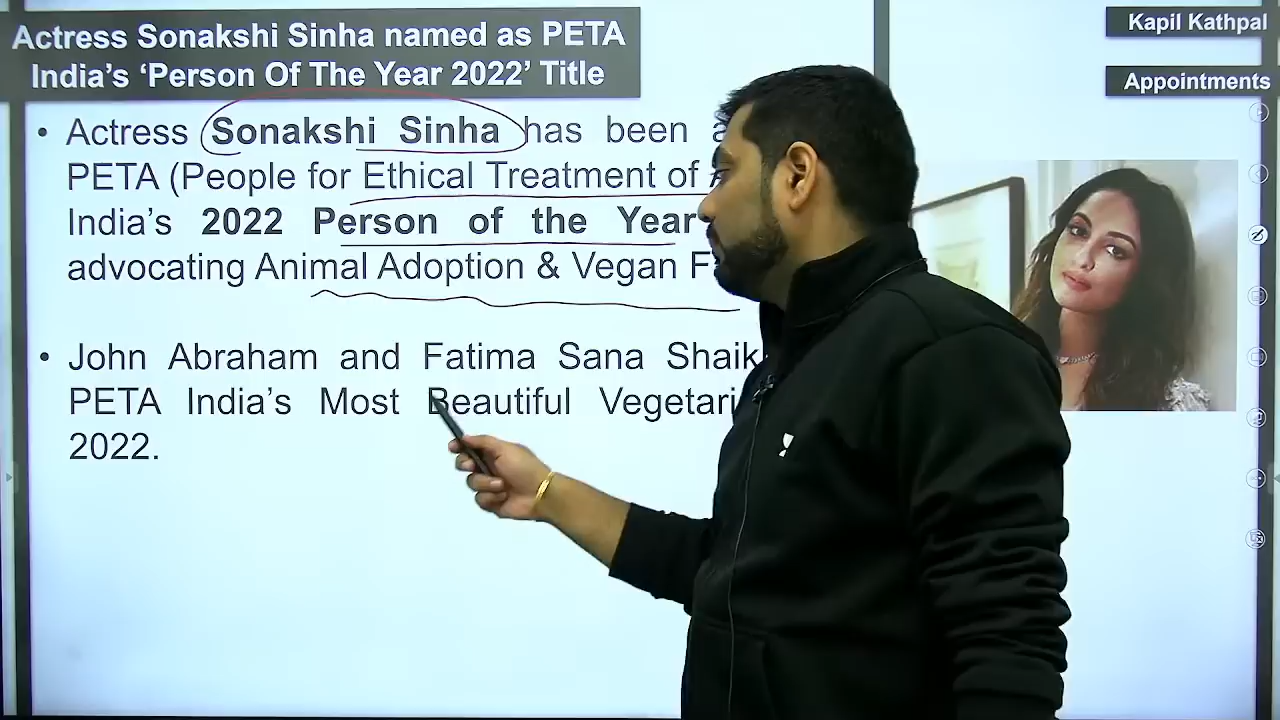 Actress Sonakshi Sinha named as PETA
India's ‘Person Of The Year 2022’ Title
Kapil Kathpal
Appointments
• Actress Sonakshi Sinha has been
PETA (People for Ethical Treatment of
India's 2022 Person of the Year
advocating Animal Adoption & Vegan
• John Abraham and Fatima Sana
PETA India's Most Beautiful
2022.